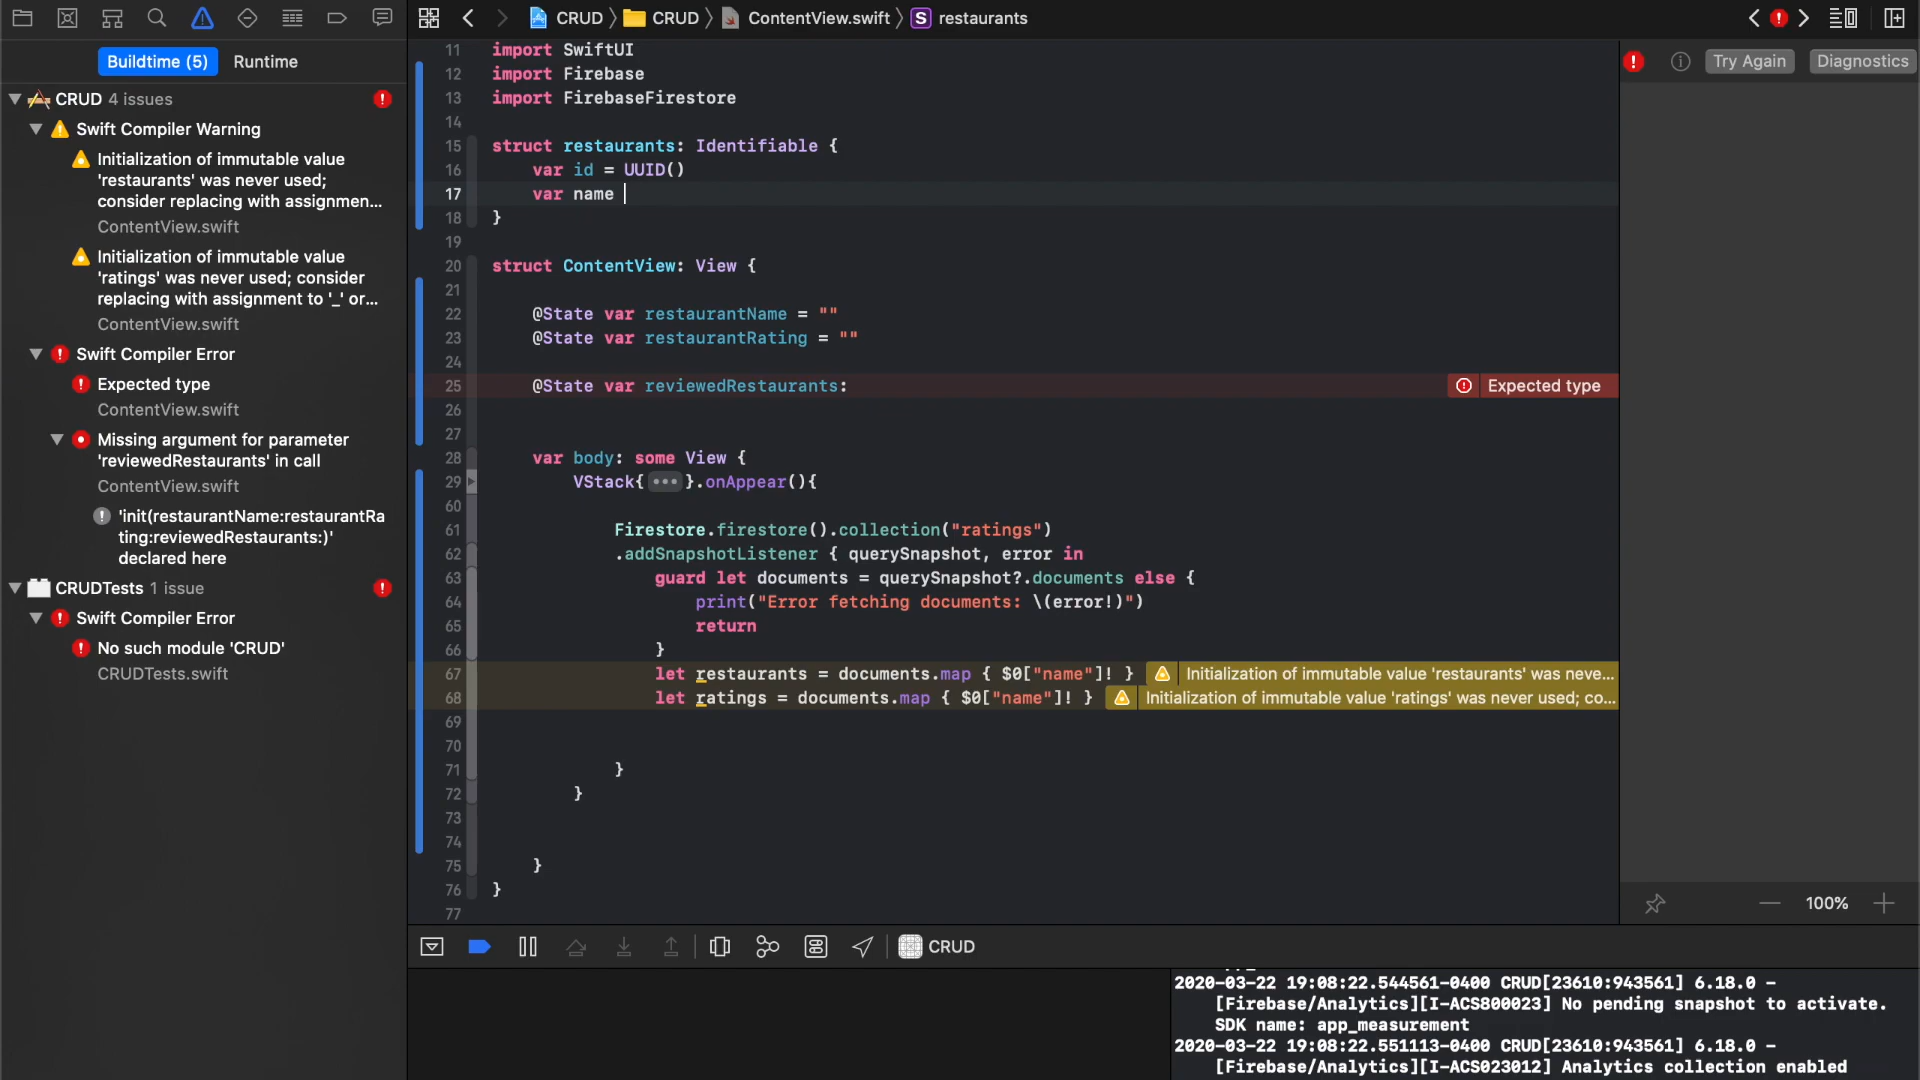 CRUD
CRUD
ContentView.swift
S restaurants
Buildtime (5)
Runtime
CRUD 4 issues
Swift Compiler Warning
Initialization of immutable value
'restaurants' was never used;
consider replacing with assignmen...
ContentView.swift
Initialization of immutable value
'ratings' was never used; consider
replacing with assignment to '_' or...
ContentView.swift
Swift Compiler Error
Expected type
ContentView.swift
Missing argument for parameter
'reviewedRestaurants' in call
ContentView.swift
'init(restaurantName:restaurantRa
ting:reviewedRestaurants:)'
declared here
CRUDTests 1 issue
Swift Compiler Error
No such module 'CRUD'
CRUDTests.swift
11 import SwiftUI
12 import Firebase
13 import FirebaseFirestore
14
15 struct restaurants: Identifiable {
16 var id = UUID()
17 var name
18 }
19
20 struct ContentView: View {
21
22 @State var restaurantName = ""
23 @State var restaurantRating = ""
24
25 @State var reviewedRestaurants: Expected type
26
27
28 var body: some View {
29 VStack{ ••• }.onAppear(){
60
61 Firestore.firestore().collection("ratings")
62 .addSnapshotListener { querySnapshot, error in
63 guard let documents = querySnapshot?.documents else {
64 print("Error fetching documents: \(error!)")
65 return
66 }
67 let restaurants = documents.map { $0["name"]! } Initialization of immutable value 'restaurants' was neve...
68 let ratings = documents.map { $0["name"]! } Initialization of immutable value 'ratings' was never used; co...
69
70
71 }
72 }
73
74
75 }
76 }
77
Try Again
Diagnostics
100%
CRUD
2020-03-22 19:08:22.544561-0400 CRUD[23610:943561] 6.18.0 -
[Firebase/Analytics][I-ACS800023] No pending snapshot to activate.
SDK name: app_measurement
2020-03-22 19:08:22.551113-0400 CRUD[23610:943561] 6.18.0 -
[Firebase/Analytics][I-ACS023012] Analytics collection enabled